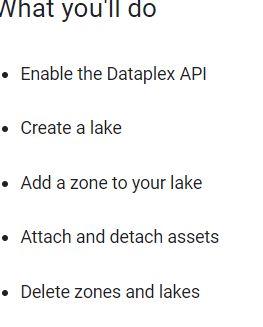 What you'll do
• Enable the Dataplex API
• Create a lake
• Add a zone to your lake
• Attach and detach assets
• Delete zones and lakes